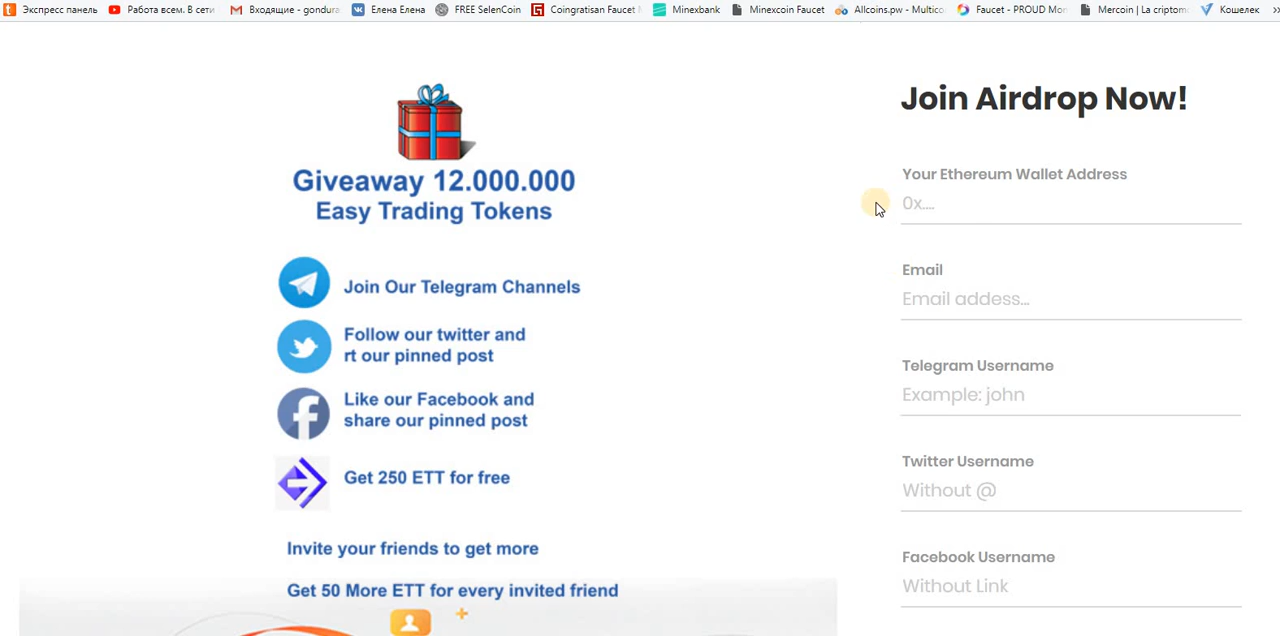 Экспресс панель
Работа всем. В сети
Входящие - gondura
Елена Елена
FREE SelenCoin
Coingratisan Faucet
Minexbank
Minexcoin Faucet
Allcoins.pw - Multico
Faucet - PROUD Mon
Mercoin | La criptom
Кошелек
»
Giveaway 12.000.000
Easy Trading Tokens
Join Our Telegram Channels
Follow our twitter and
rt our pinned post
Like our Facebook and
share our pinned post
Get 250 ETT for free
Invite your friends to get more
Get 50 More ETT for every invited friend
Join Airdrop Now!
Your Ethereum Wallet Address
0x....
Email
Email addess...
Telegram Username
Example: john
Twitter Username
Without @
Facebook Username
Without Link